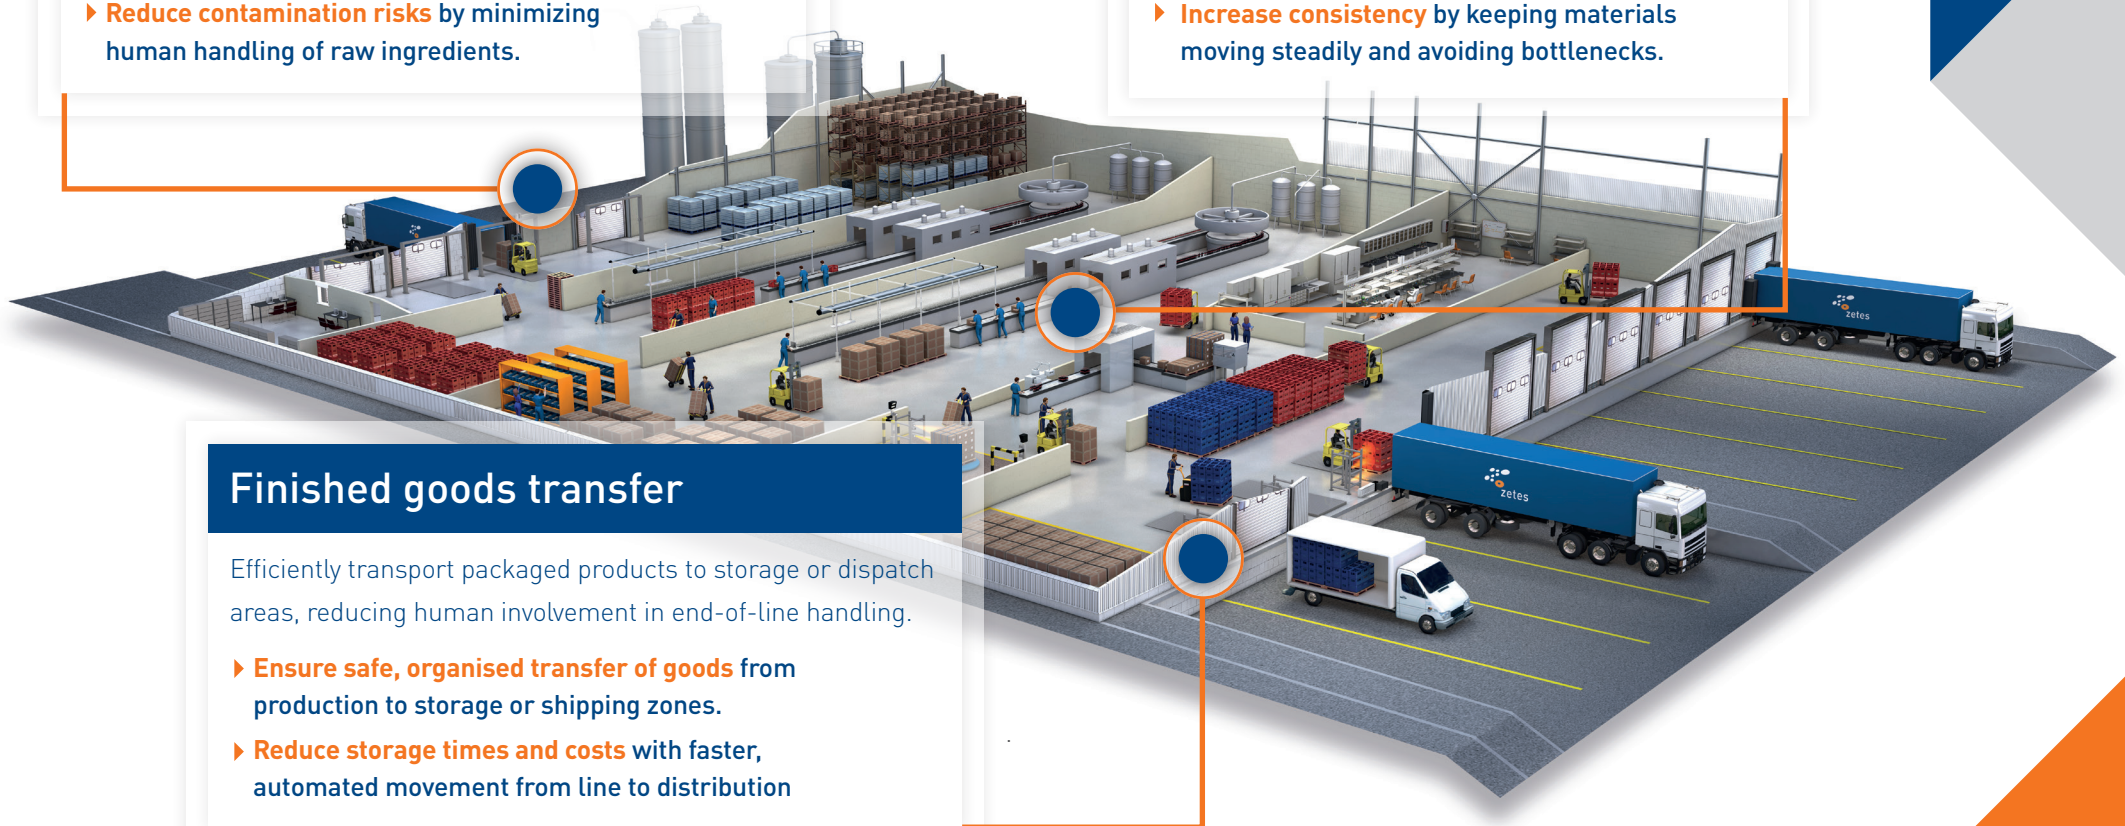 Reduce contamination risks by minimizing
human handling of raw ingredients.
Increase consistency by keeping materials
moving steadily and avoiding bottlenecks.
zetes
zetes
Finished goods transfer
Efficiently transport packaged products to storage or dispatch
areas, reducing human involvement in end-of-line handling.
Ensure safe, organised transfer of goods from
production to storage or shipping zones.
Reduce storage times and costs with faster,
automated movement from line to distribution